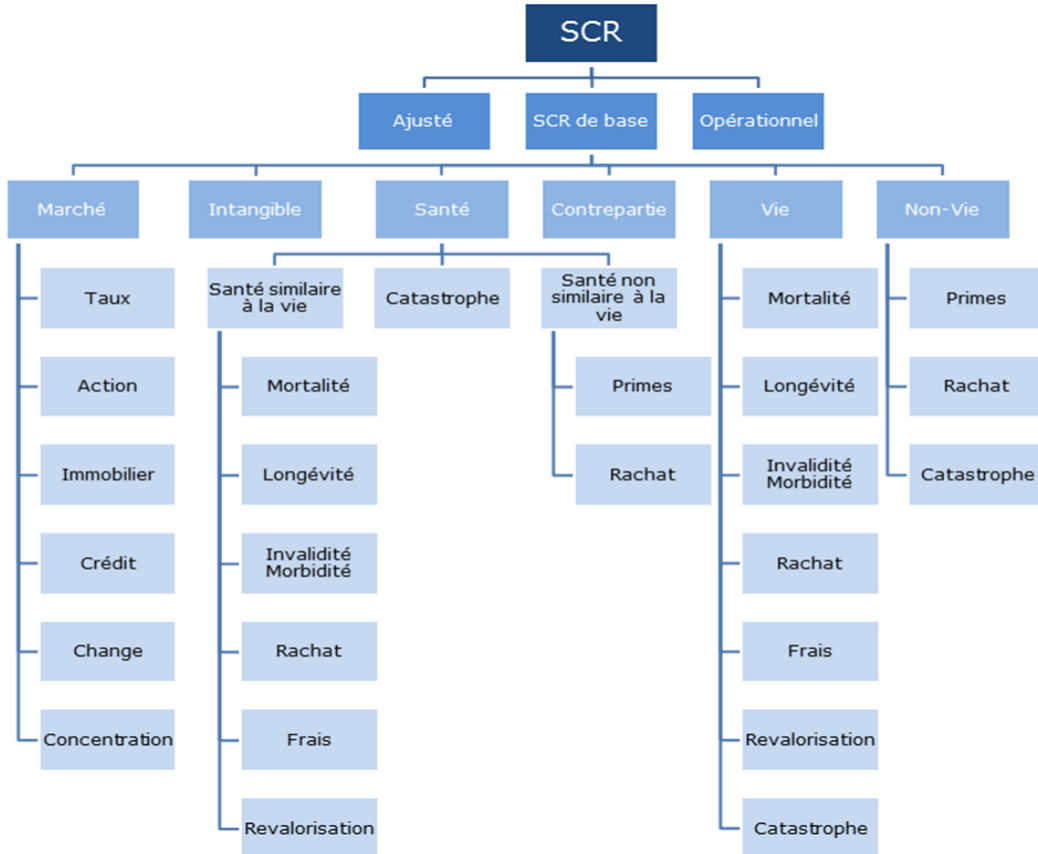 SCR
Ajusté
SCR de base
Opérationnel
Marché
Intangible
Santé
Contrepartie
Vie
Non-Vie
Taux
Action
Immobilier
Crédit
Change
Concentration
Santé similaire
à la vie
Mortalité
Longévité
Invalidité
Morbidité
Rachat
Frais
Revalorisation
Catastrophe
Santé non
similaire à la
vie
Primes
Rachat
Mortalité
Longévité
Invalidité
Morbidité
Rachat
Frais
Revalorisation
Catastrophe
Primes
Rachat
Catastrophe